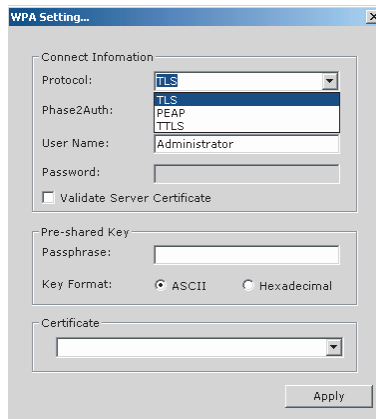 WPA Setting...
Connect Infomation
Protocol: TLS
TLS
Phase2Auth: PEAP
TTLS
User Name: Administrator
Password:
Validate Server Certificate
Pre-shared Key
Passphrase:
Key Format: ASCII Hexadecimal
Certificate
Apply